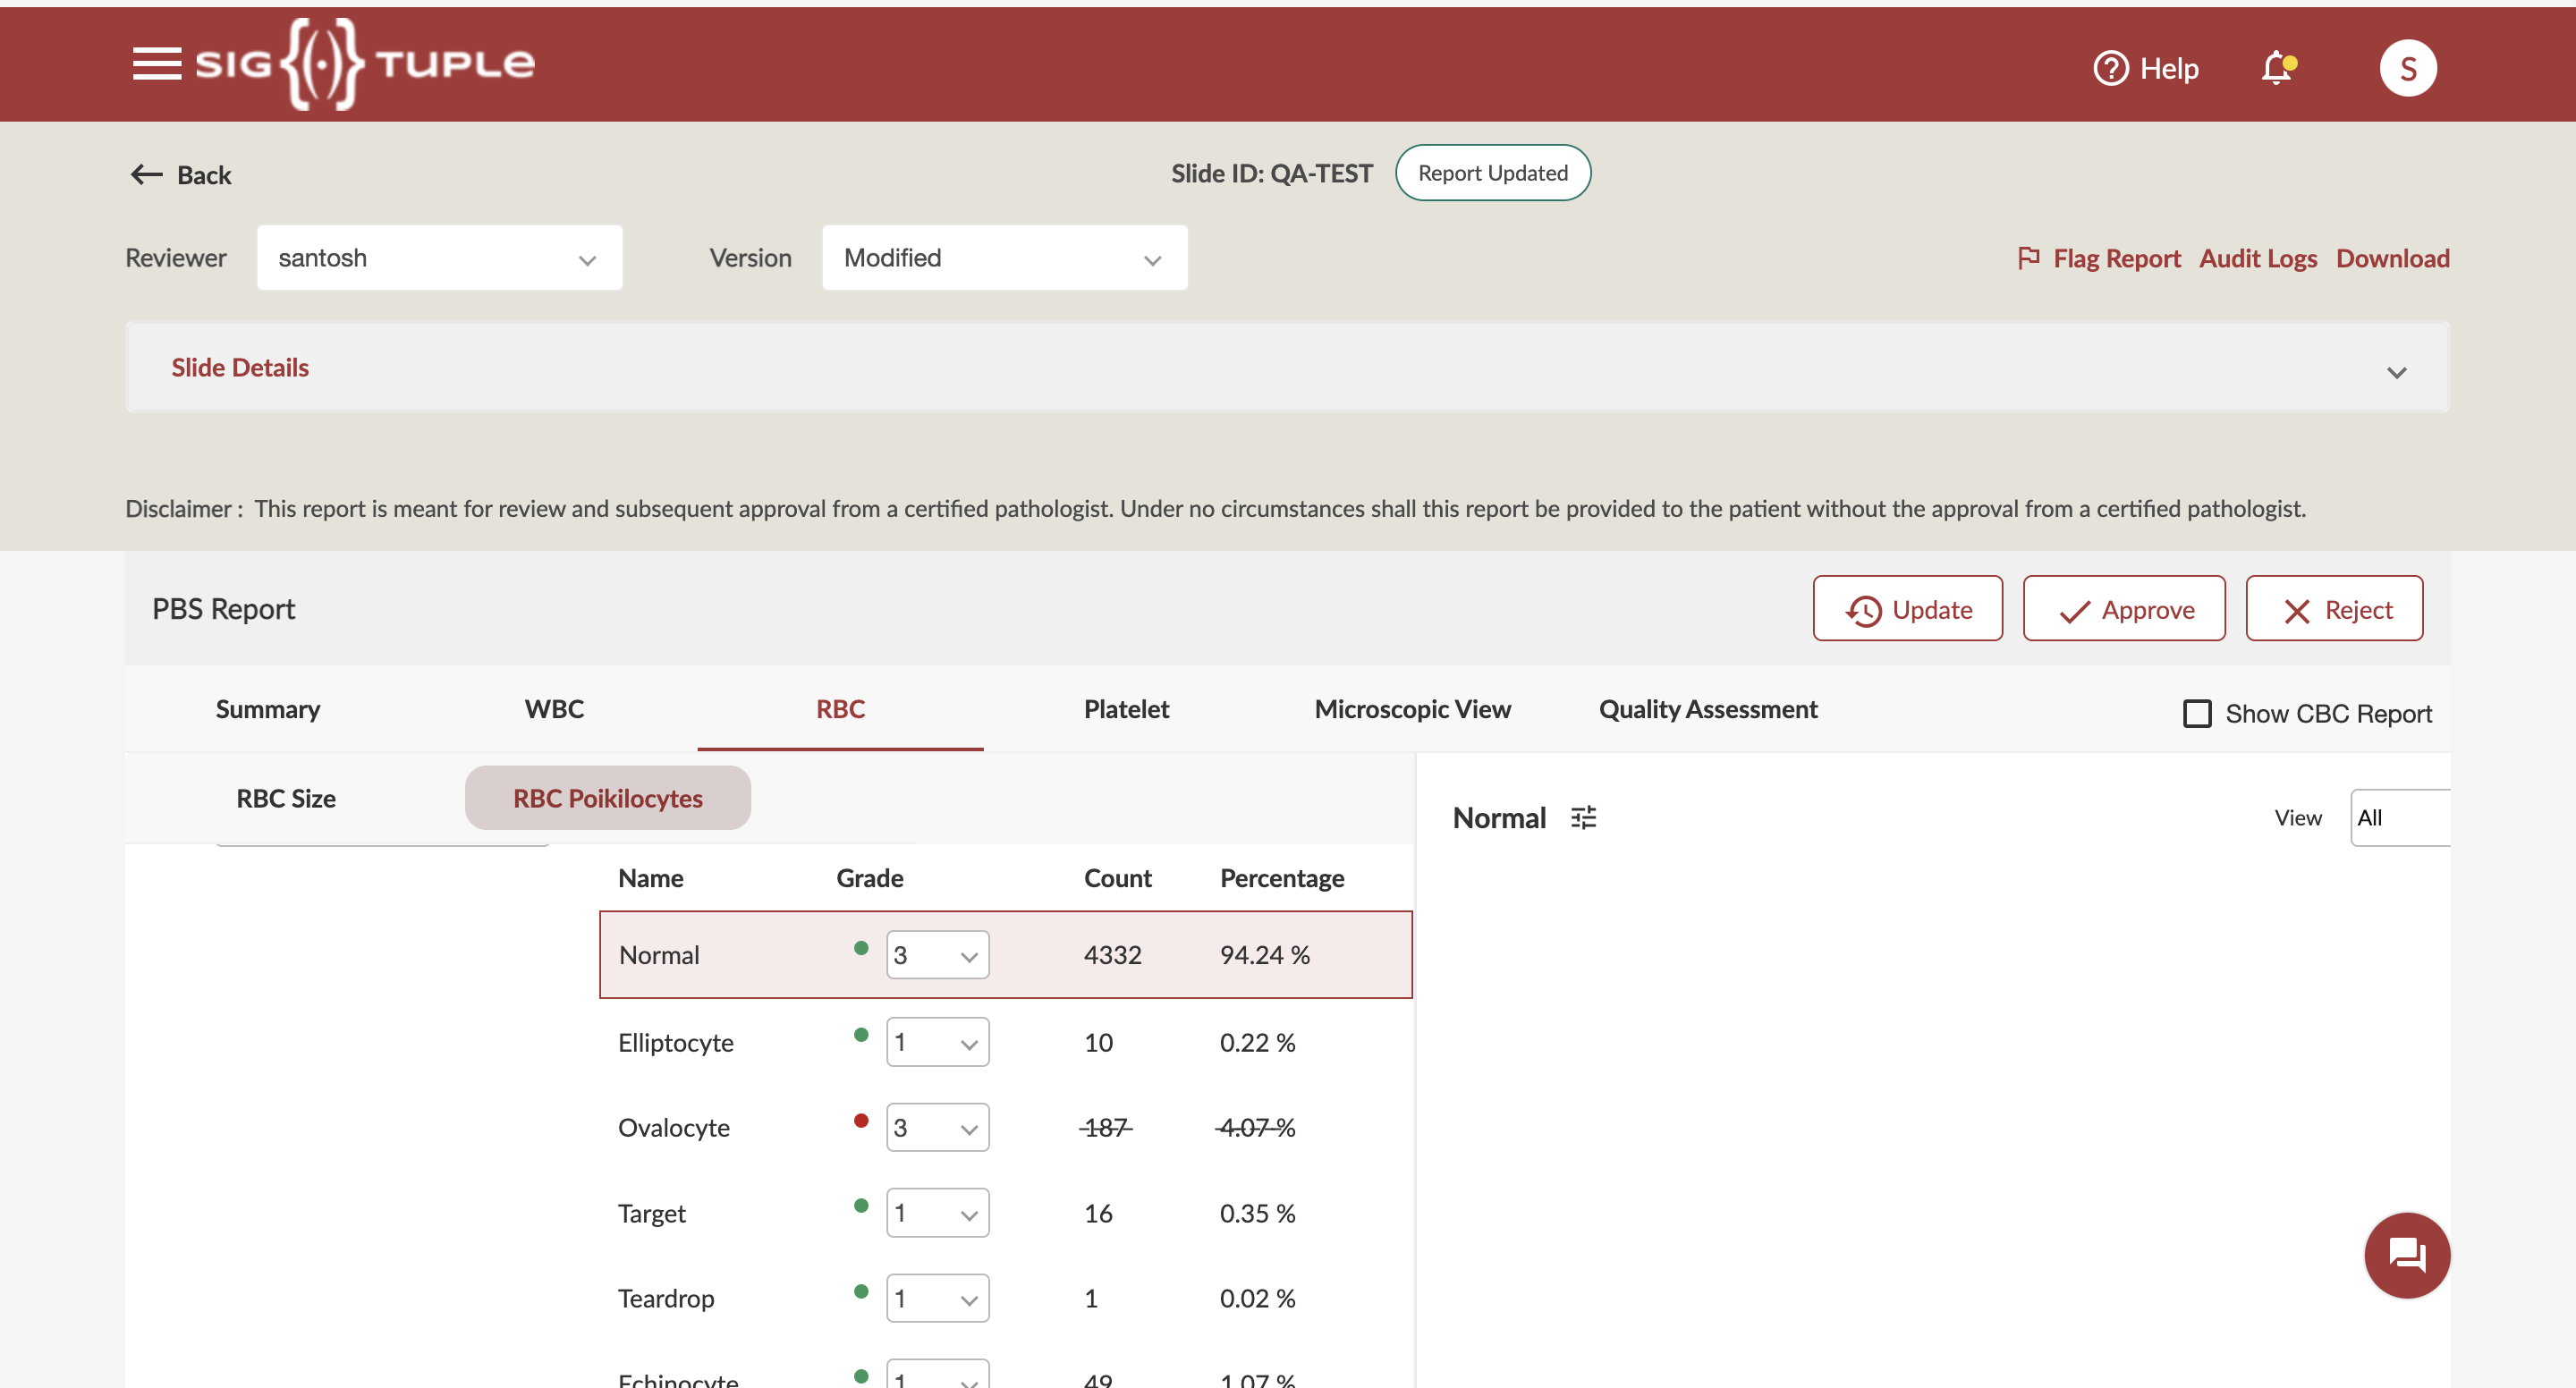 SIG{(·)}TUPLE
Help
S
Back
Slide ID: QA-TEST
Report Updated
Reviewer
santosh
Version
Modified
Flag Report
Audit Logs
Download
Slide Details
Disclaimer : This report is meant for review and subsequent approval from a certified pathologist. Under no circumstances shall this report be provided to the patient without the approval from a certified pathologist.
PBS Report
Update
Approve
Reject
Summary
WBC
RBC
Platelet
Microscopic View
Quality Assessment
Show CBC Report
RBC Size
RBC Poikilocytes
Normal
View
All
Name Grade Count Percentage
Normal 3 4332 94.24 %
Elliptocyte 1 10 0.22 %
Ovalocyte 3 187 4.07 %
Target 1 16 0.35 %
Teardrop 1 1 0.02 %
Echinocyte 1 49 1.07 %